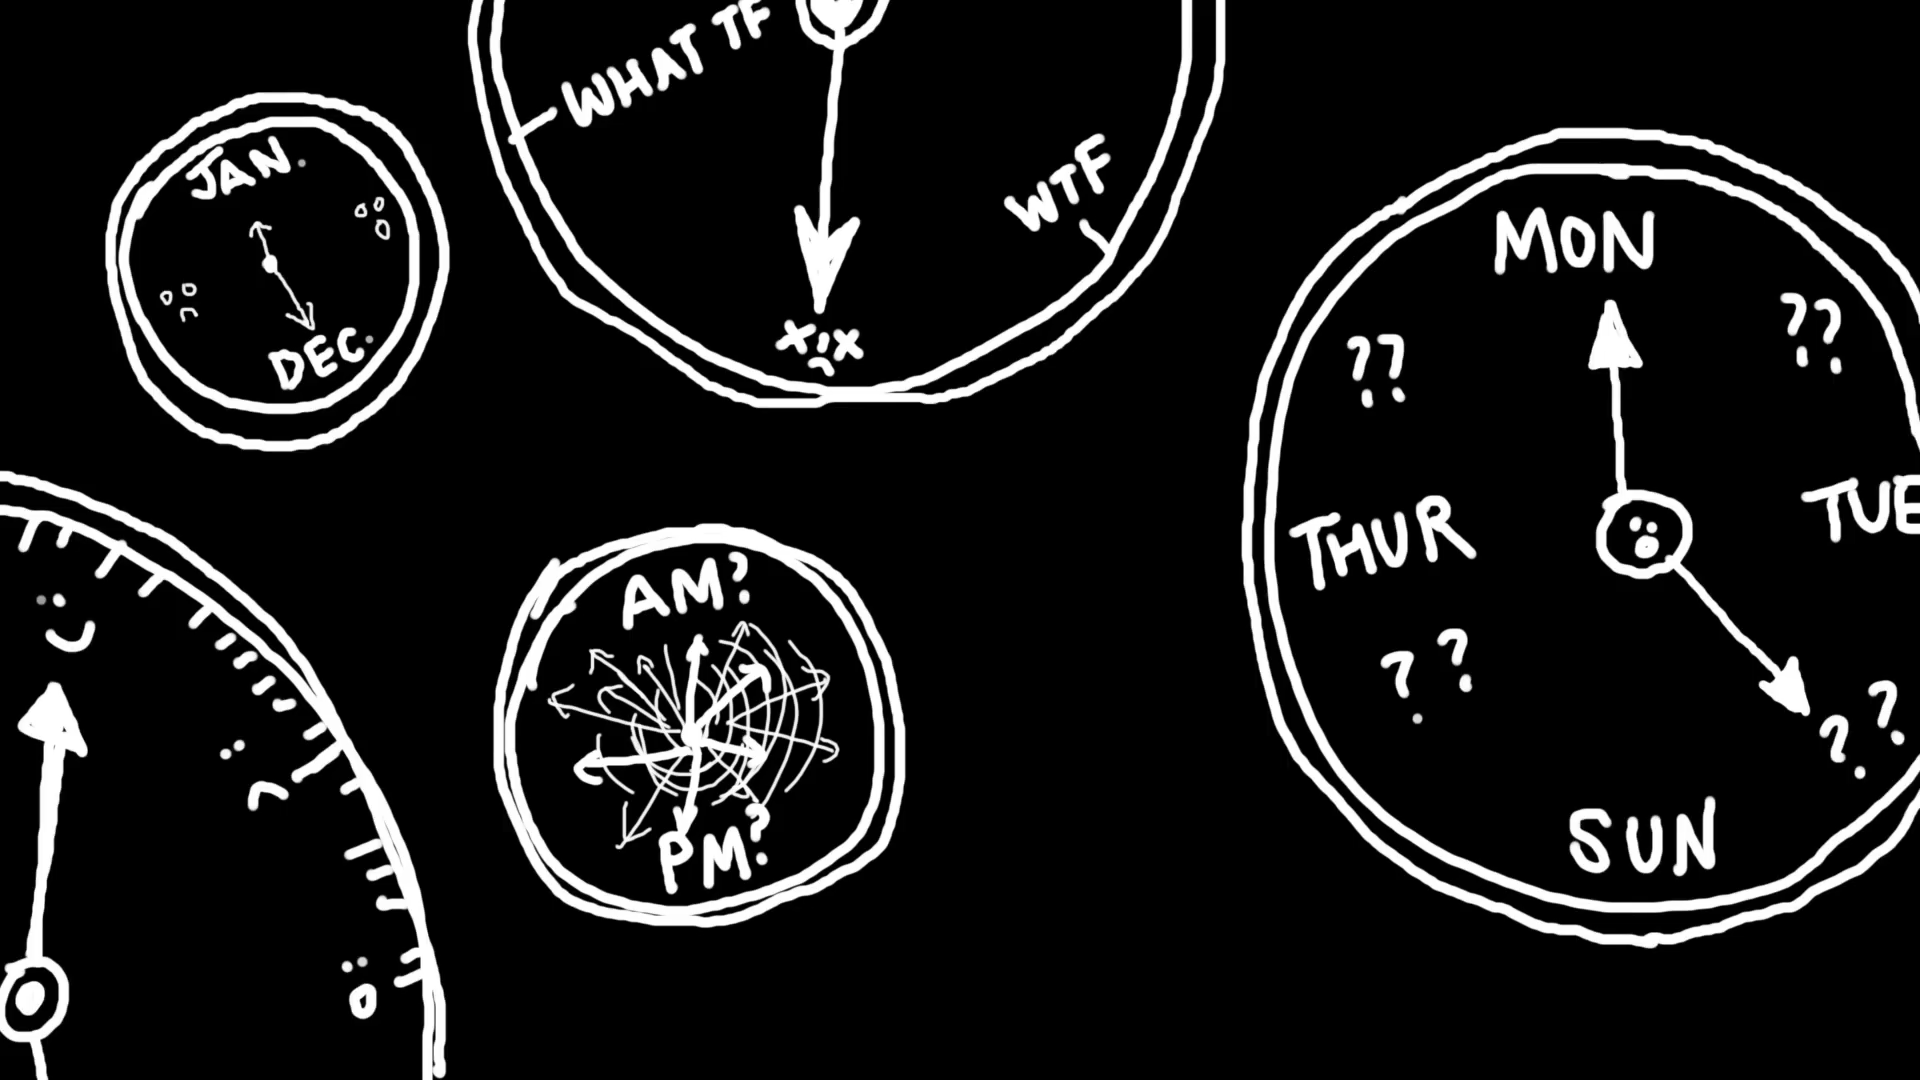 JAN.
DEC.
WHAT TF
WTF
AM?
PM?
MON
??
??
THUR
TUE
??
??
SUN